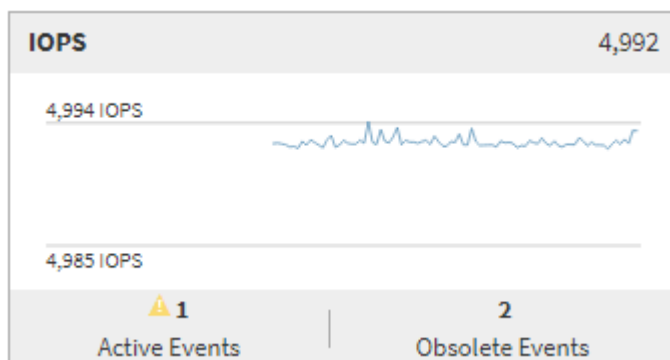 IOPS 4,992
4,994 IOPS
4,985 IOPS
1 2
Active Events Obsolete Events